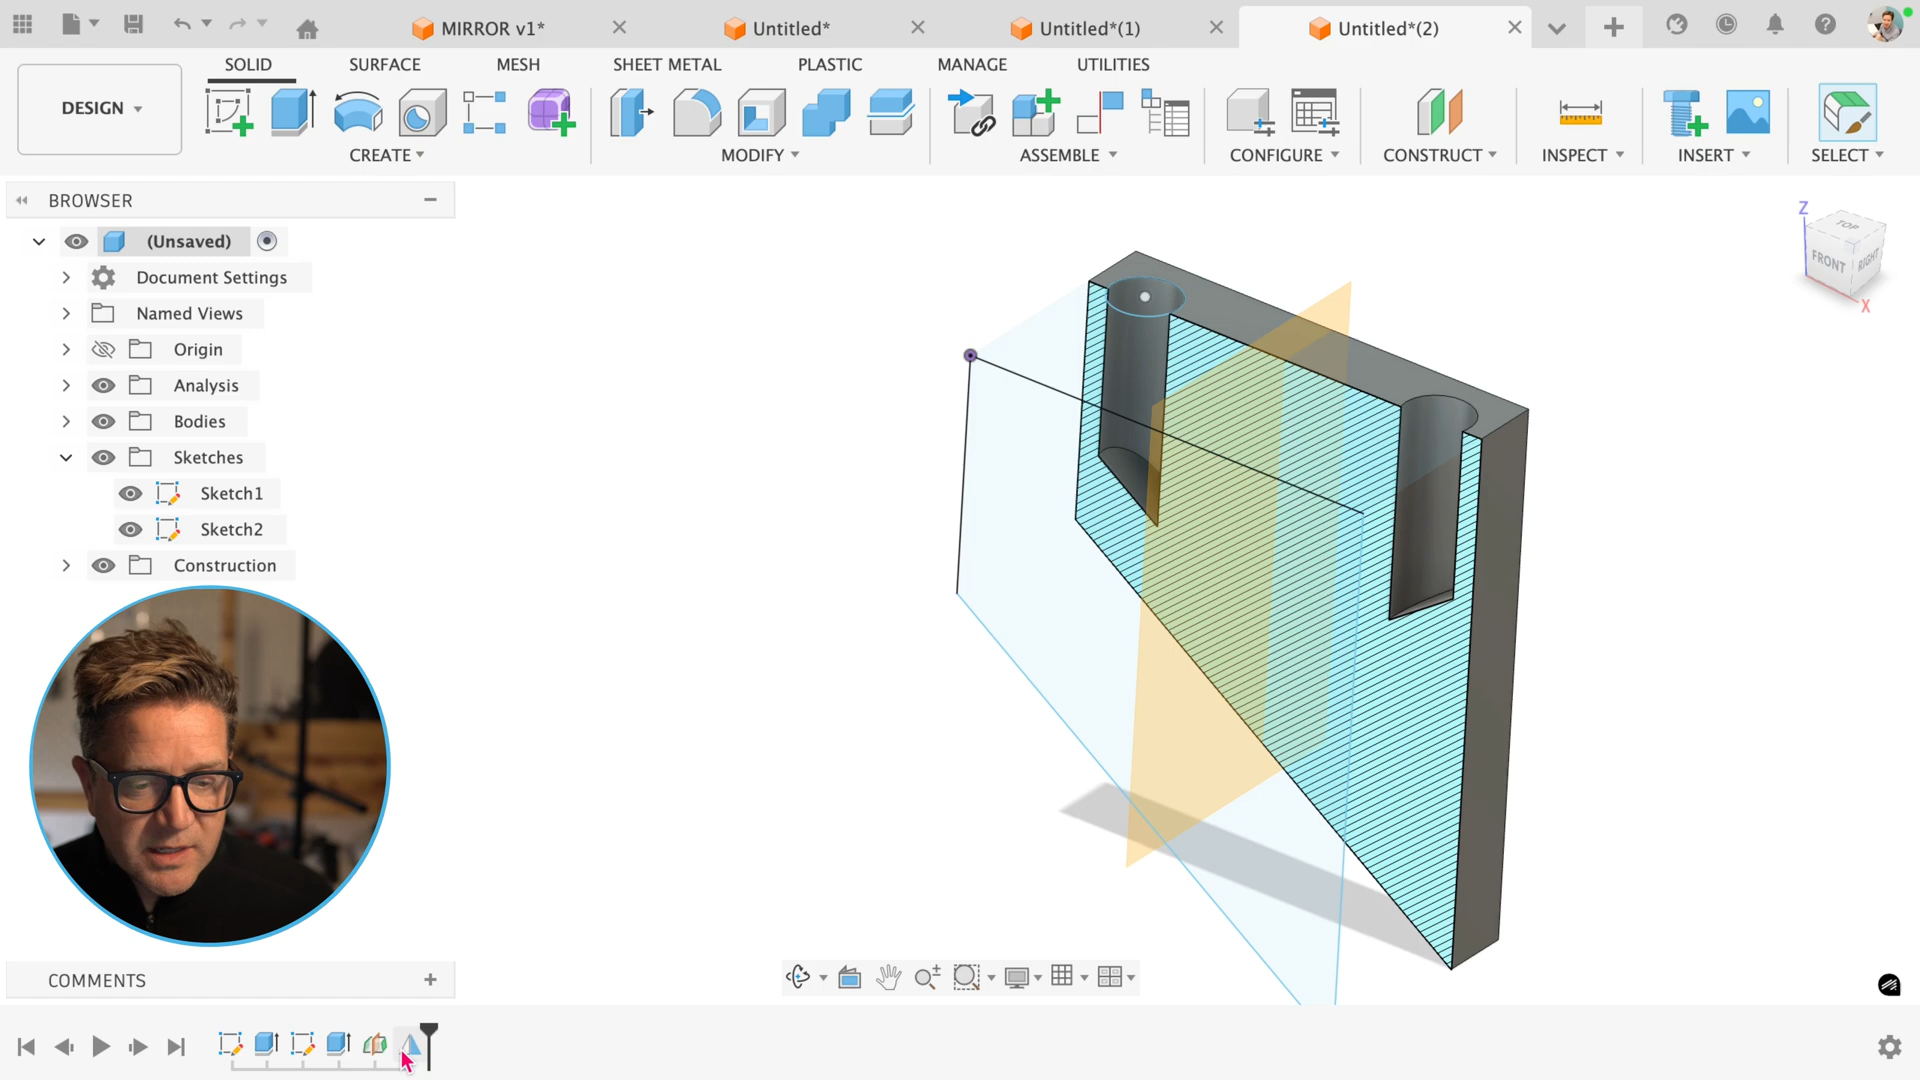 MIRROR v1*
Untitled*
Untitled*(1)
Untitled*(2)
DESIGN
SOLID
SURFACE
MESH
SHEET METAL
PLASTIC
MANAGE
UTILITIES
CREATE
MODIFY
ASSEMBLE
CONFIGURE
CONSTRUCT
INSPECT
INSERT
SELECT
BROWSER
(Unsaved)
Document Settings
Named Views
Origin
Analysis
Bodies
Sketches
Sketch1
Sketch2
Construction
Z
TOP
FRONT
RIGHT
X
COMMENTS